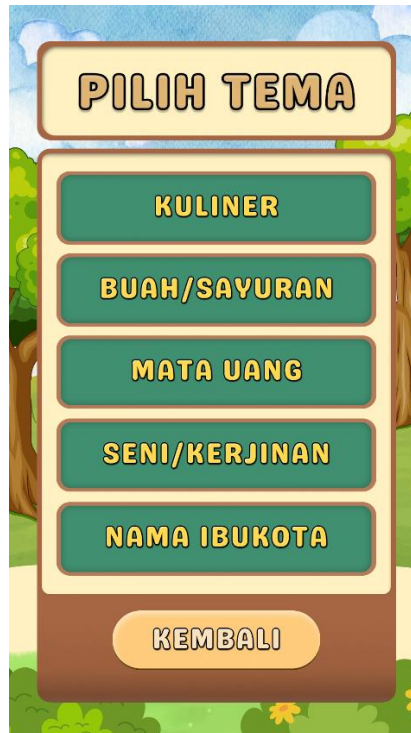 PILIH TEMA
KULINER
BUAH/SAYURAN
MATA UANG
SENI/KERJINAN
NAMA IBUKOTA
KEMBALI